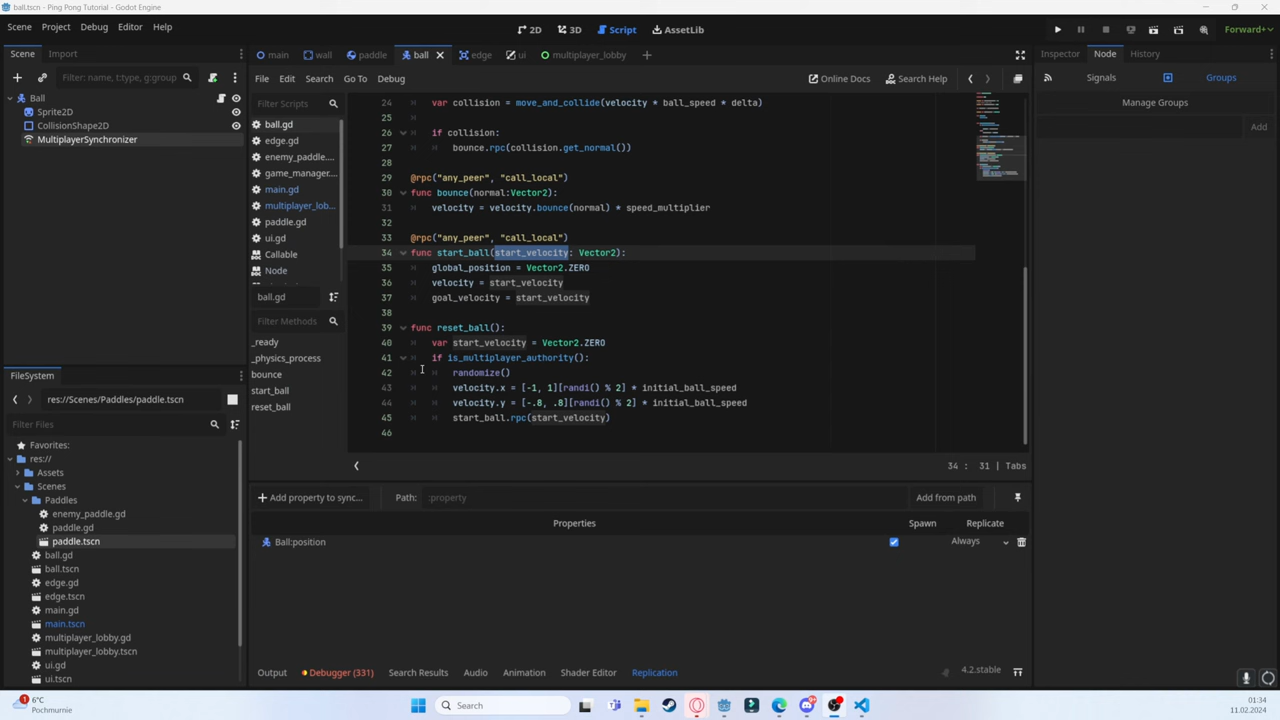 ball.tscn - Ping Pong Tutorial - Godot Engine
Scene Project Debug Editor Help
2D 3D Script AssetLib
Forward+
Scene Import
Filter: name, t:type, g:group
Ball
Sprite2D
CollisionShape2D
MultiplayerSynchronizer
FileSystem
res://Scenes/Paddles/paddle.tscn
Filter Files
Favorites:
res://
Assets
Scenes
Paddles
enemy_paddle.gd
paddle.gd
paddle.tscn
ball.gd
ball.tscn
edge.gd
edge.tscn
main.gd
main.tscn
multiplayer_lobby.gd
multiplayer_lobby.tscn
ui.gd
ui.tscn
main wall paddle ball edge ui multiplayer_lobby
File Edit Search Go To Debug
Online Docs Search Help
Filter Scripts
ball.gd
edge.gd
enemy_paddle....
game_manager....
main.gd
multiplayer_lob...
paddle.gd
ui.gd
Callable
Node
ball.gd
Filter Methods
_ready
_physics_process
bounce
start_ball
reset_ball
24 var collision = move_and_collide(velocity * ball_speed * delta)
25
26 if collision:
27 bounce.rpc(collision.get_normal())
28
29 @rpc("any_peer", "call_local")
30 func bounce(normal:Vector2):
31 velocity = velocity.bounce(normal) * speed_multiplier
32
33 @rpc("any_peer", "call_local")
34 func start_ball(start_velocity: Vector2):
35 global_position = Vector2.ZERO
36 velocity = start_velocity
37 goal_velocity = start_velocity
38
39 func reset_ball():
40 var start_velocity = Vector2.ZERO
41 if is_multiplayer_authority():
42 randomize()
43 velocity.x = [-1, 1][randi() % 2] * initial_ball_speed
44 velocity.y = [-.8, .8][randi() % 2] * initial_ball_speed
45 start_ball.rpc(start_velocity)
46
34 : 31 | Tabs
Add property to sync... Path: :property Add from path
Properties Spawn Replicate
Ball:position Always
Output Debugger (331) Search Results Audio Animation Shader Editor Replication 4.2.stable
Inspector Node History
Signals Groups
Manage Groups
Add
6°C
Pochmurnie
1
Search
01:34
11.02.2024